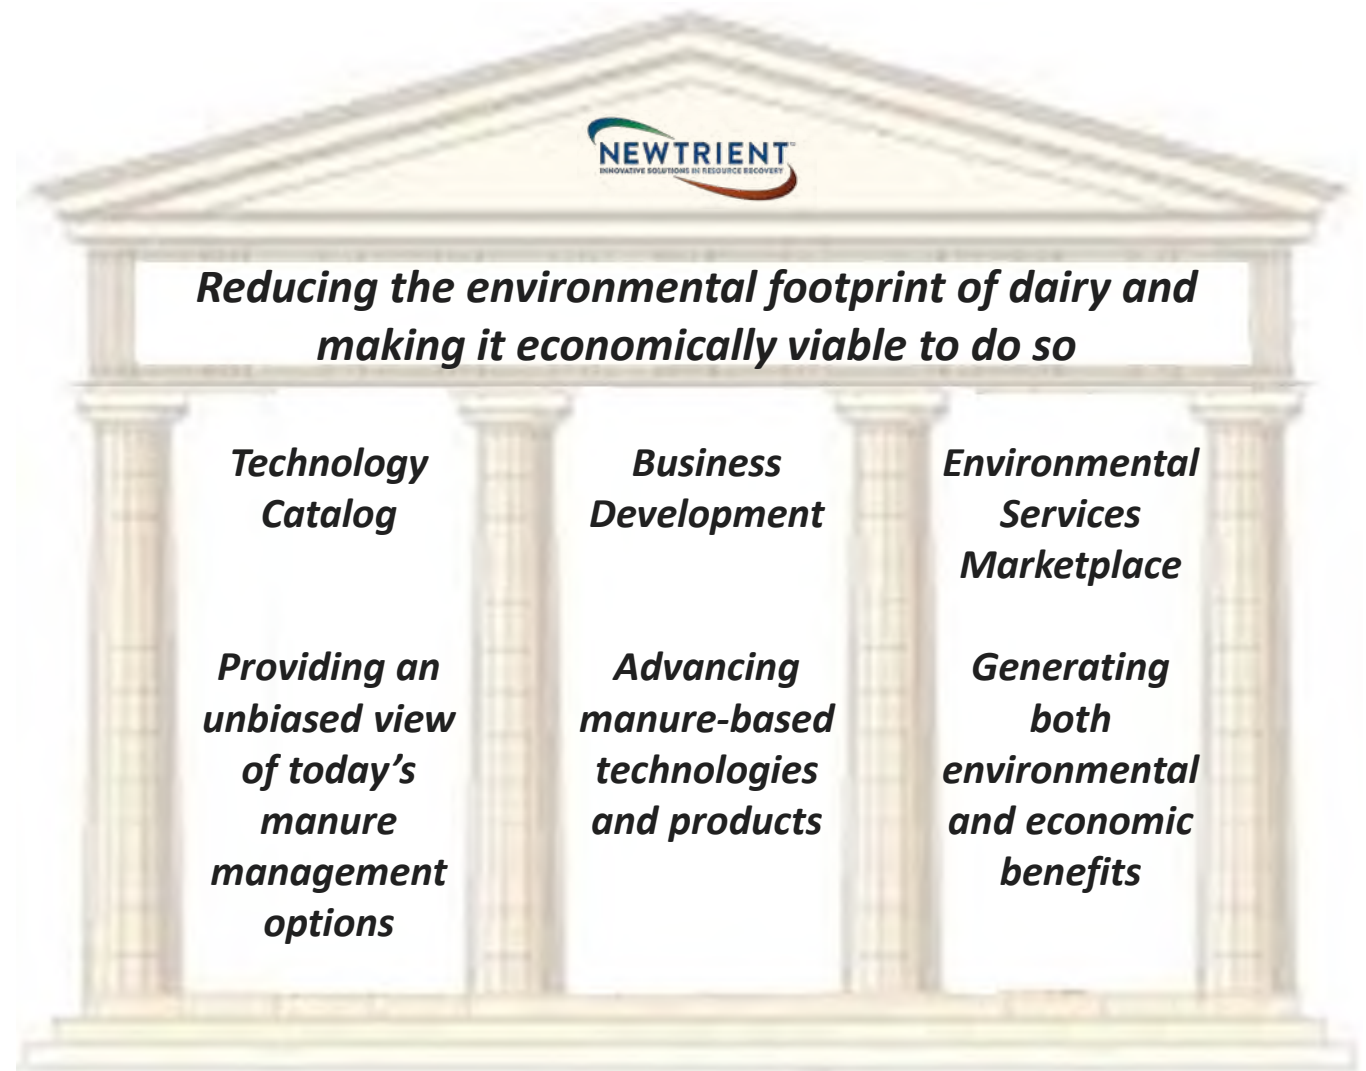 NEWTRIENT™
INNOVATIVE SOLUTIONS IN RESOURCE RECOVERY
Reducing the environmental footprint of dairy and
making it economically viable to do so
Technology
Catalog
Providing an
unbiased view
of today’s
manure
management
options
Business
Development
Advancing
manure-based
technologies
and products
Environmental
Services
Marketplace
Generating
both
environmental
and economic
benefits